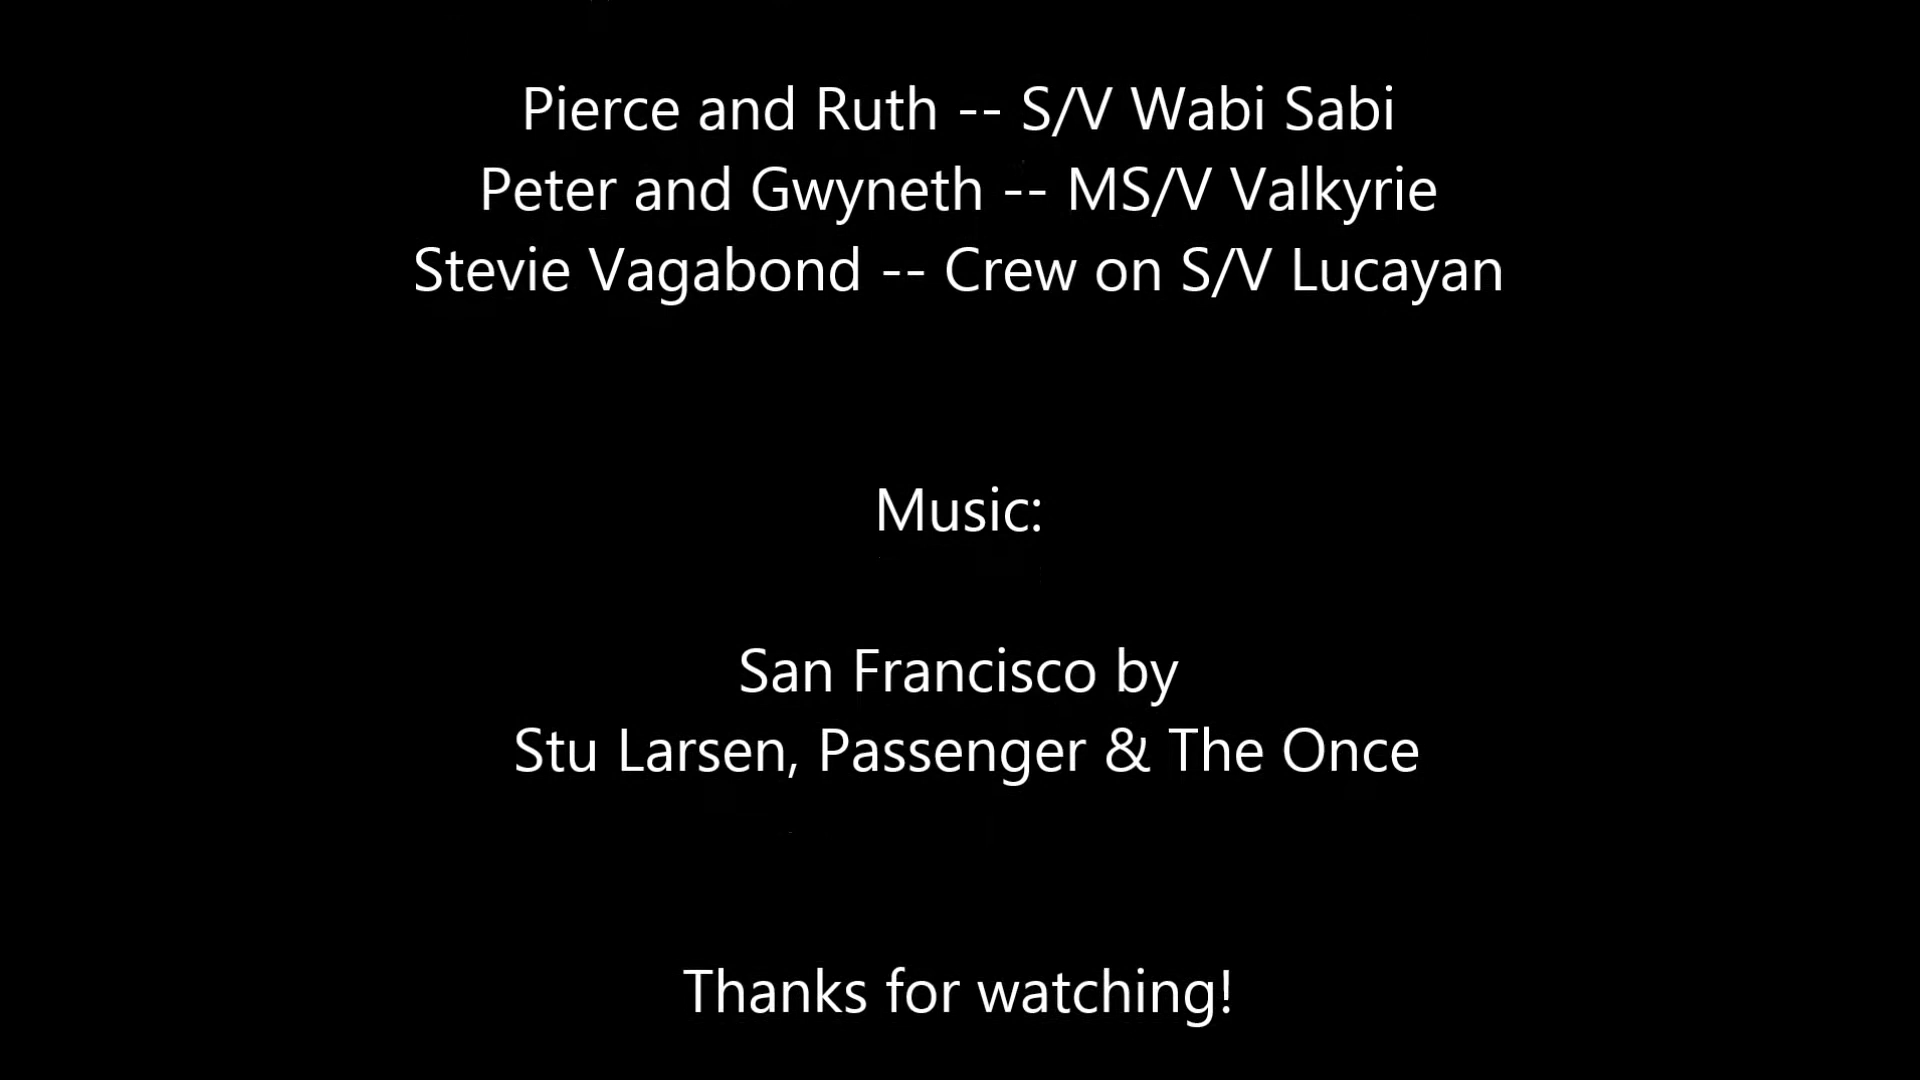 Pierce and Ruth -- S/V Wabi Sabi
Peter and Gwyneth -- MS/V Valkyrie
Stevie Vagabond -- Crew on S/V Lucayan
Music:
San Francisco by
Stu Larsen, Passenger & The Once
Thanks for watching!